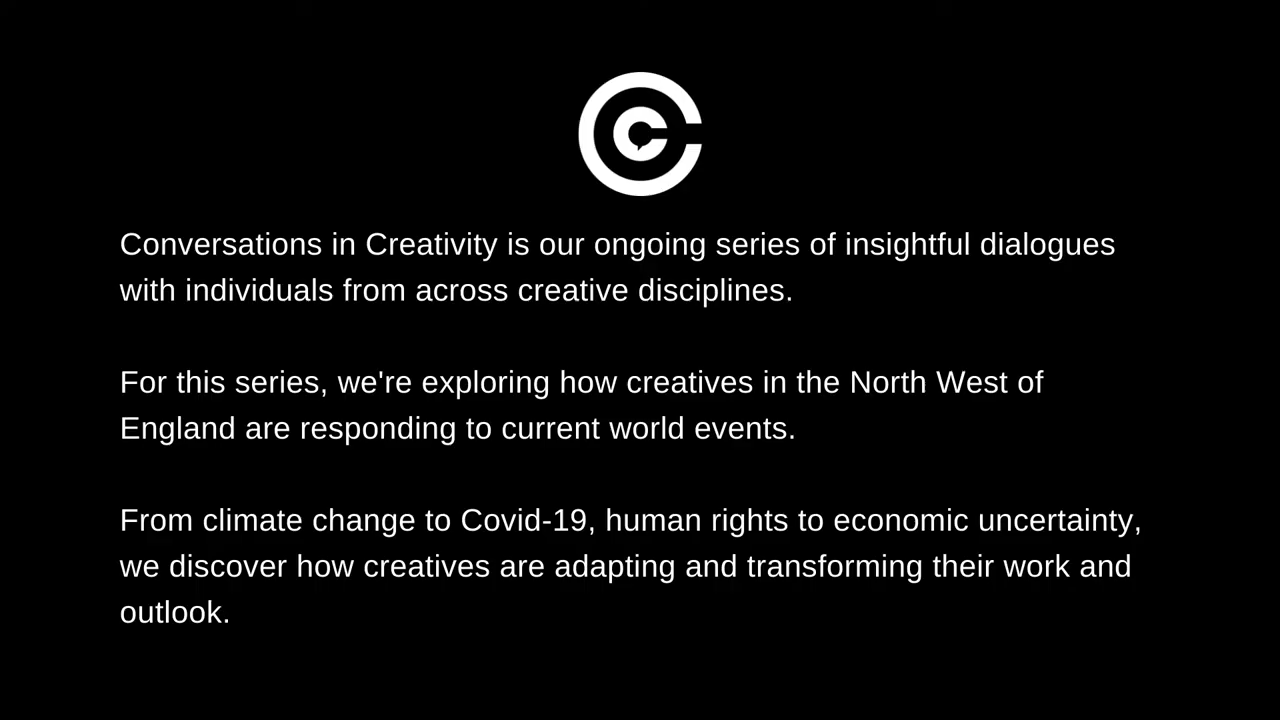 Conversations in Creativity is our ongoing series of insightful dialogues
with individuals from across creative disciplines.
For this series, we're exploring how creatives in the North West of
England are responding to current world events.
From climate change to Covid-19, human rights to economic uncertainty,
we discover how creatives are adapting and transforming their work and
outlook.